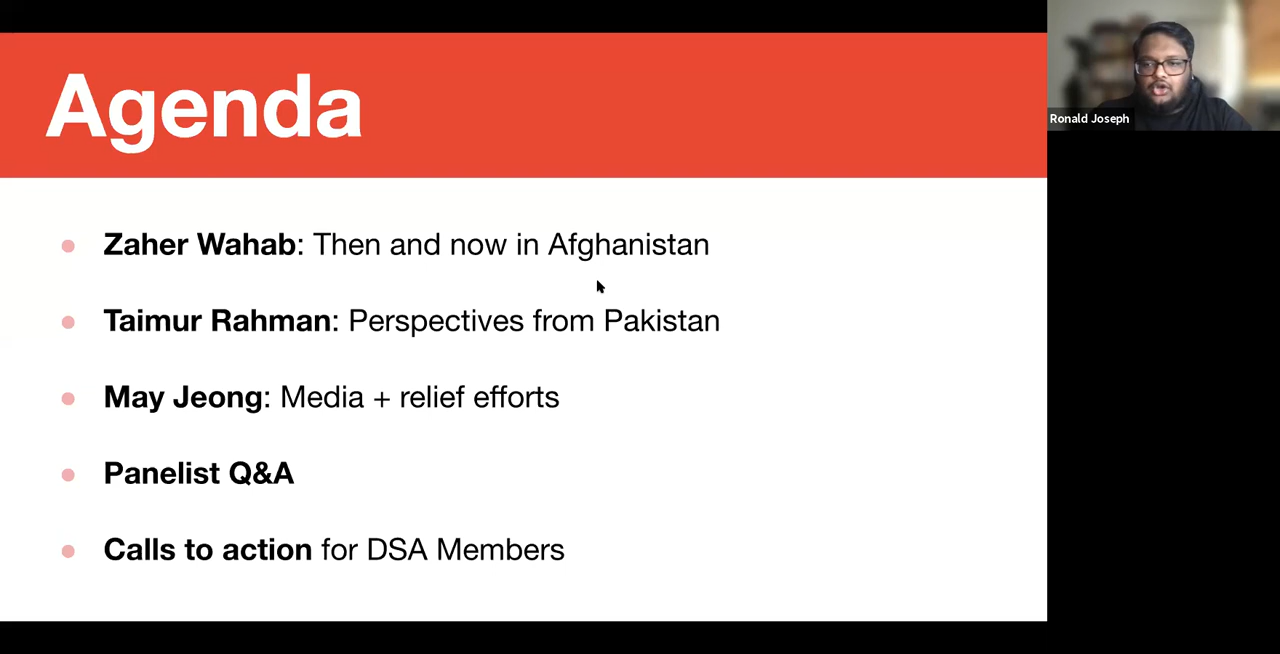 Agenda
Zaher Wahab: Then and now in Afghanistan
Taimur Rahman: Perspectives from Pakistan
May Jeong: Media + relief efforts
Panelist Q&A
Calls to action for DSA Members
Ronald Joseph